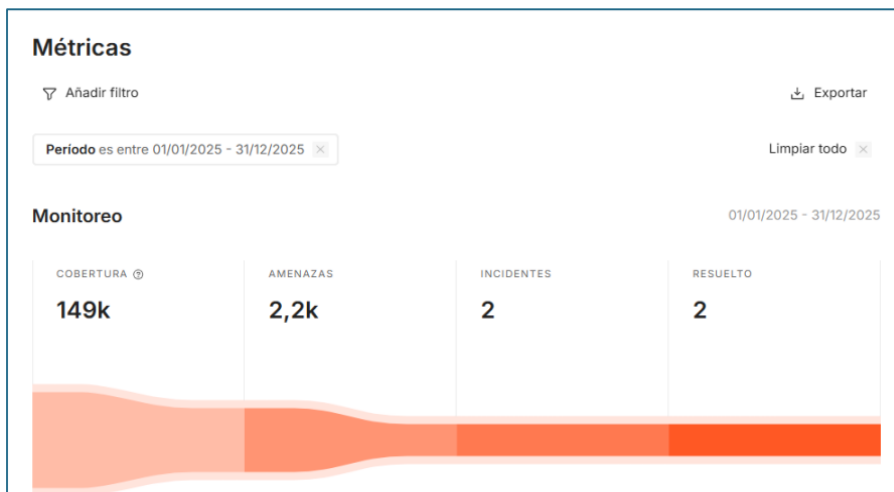 Métricas
Añadir filtro
Exportar
Período es entre 01/01/2025 - 31/12/2025
Limpiar todo
Monitoreo
01/01/2025 - 31/12/2025
COBERTURA
AMENAZAS
INCIDENTES
RESUELTO
149k
2,2k
2
2